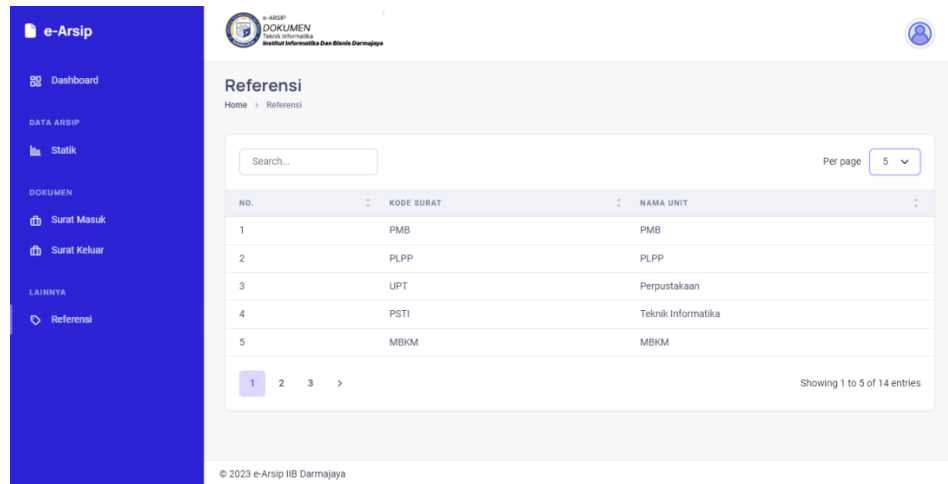 e-Arsip
Dashboard
DATA ARSIP
Statik
DOKUMEN
Surat Masuk
Surat Keluar
LAINNYA
Referensi
e-ARSIP
DOKUMEN
Teknik Informatika
Institut Informatika Dan Bisnis Darmajaya
Referensi
Home > Referensi
Search...
Per page 5
NO. KODE SURAT NAMA UNIT
1 PMB PMB
2 PLPP PLPP
3 UPT Perpustakaan
4 PSTI Teknik Informatika
5 MBKM MBKM
1 2 3 >
Showing 1 to 5 of 14 entries
© 2023 e-Arsip IIB Darmajaya